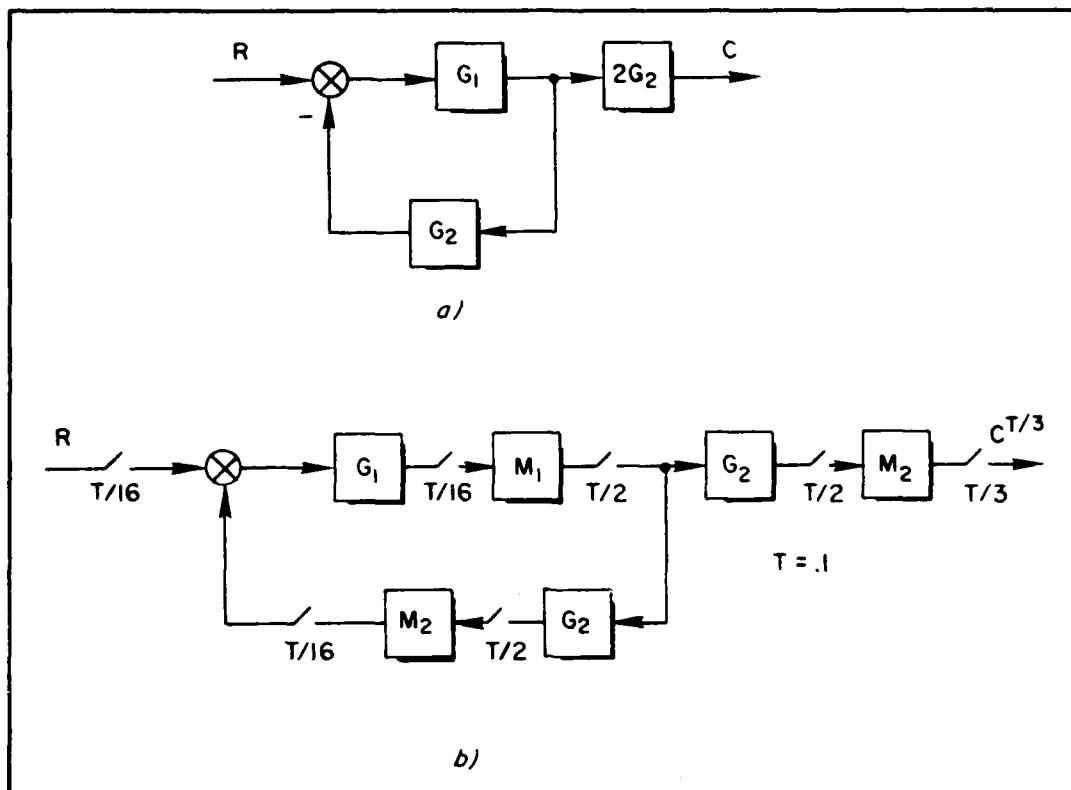 R
C
G1
2G2
−
G2
a)
R
T/16
G1
T/16
M1
T/2
G2
T/2
M2
C^T/3
T/3
T = .1
T/16
M2
T/2
G2
b)